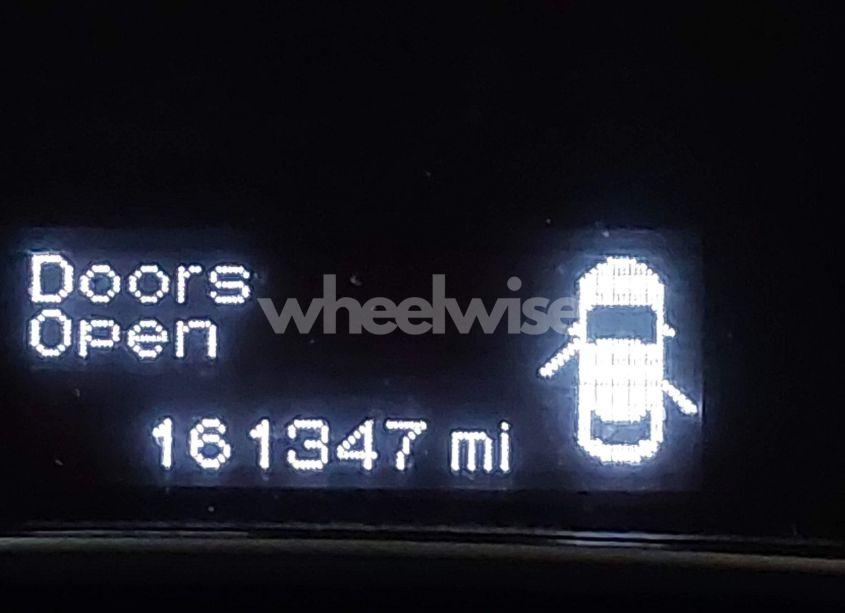 Doors
Open
wheelwise
161347 mi